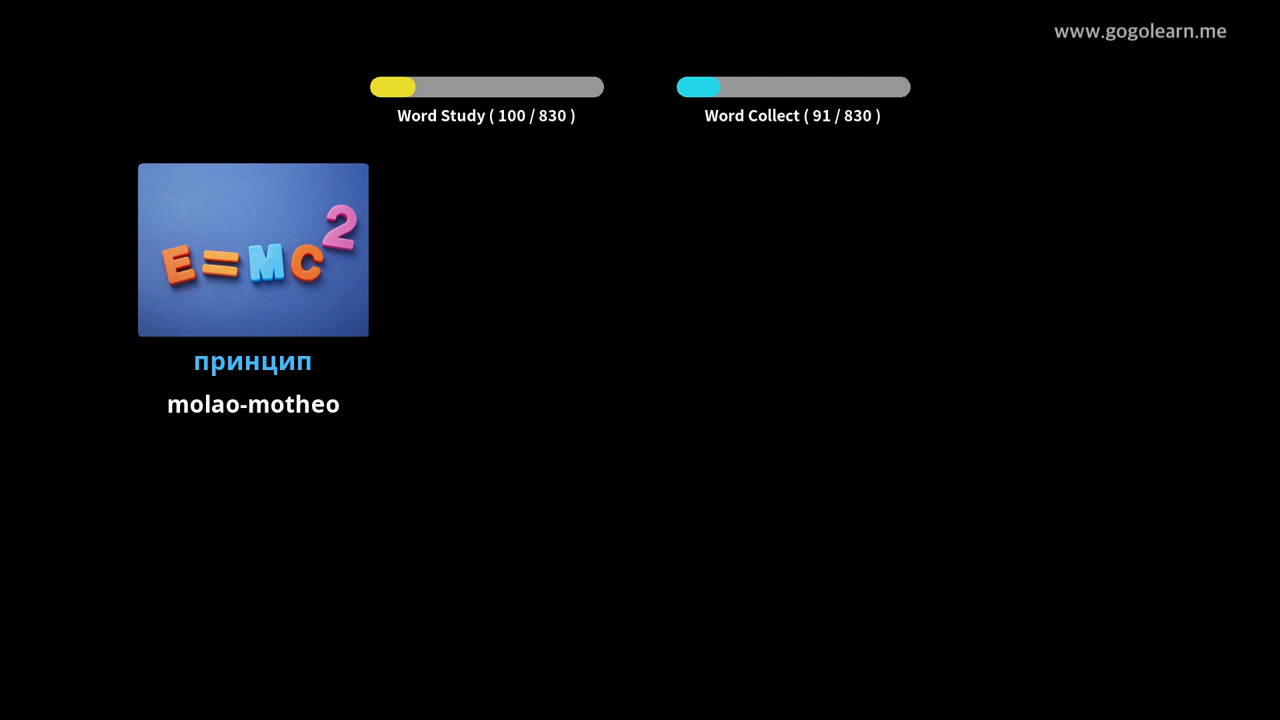 www.gogolearn.me
Word Study ( 100 / 830 )
Word Collect ( 91 / 830 )
E=MC²
принцип
molao-motheo